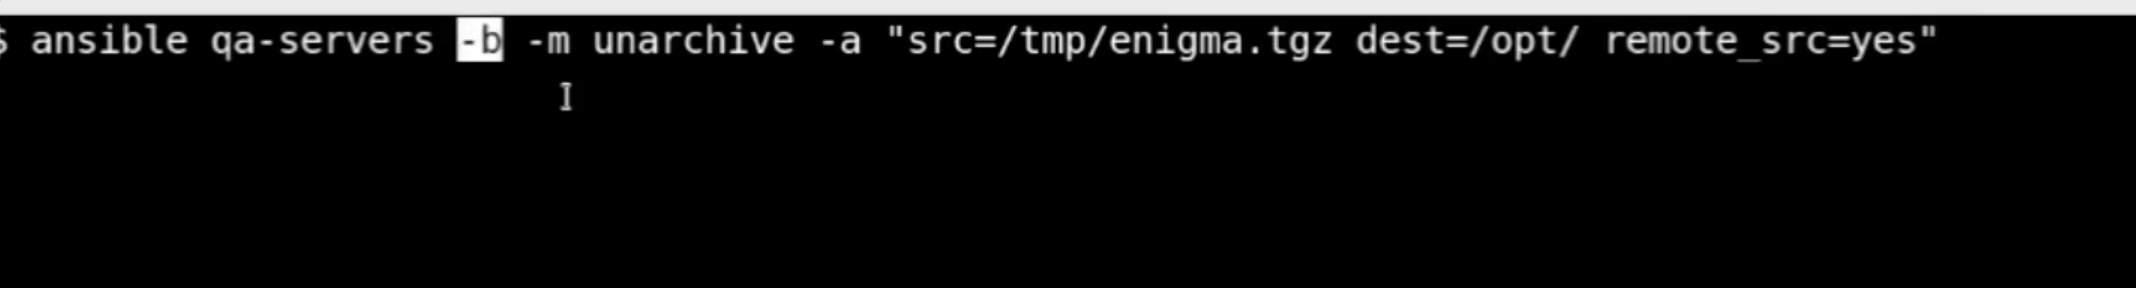 $ ansible qa-servers -b -m unarchive -a "src=/tmp/enigma.tgz dest=/opt/ remote_src=yes"